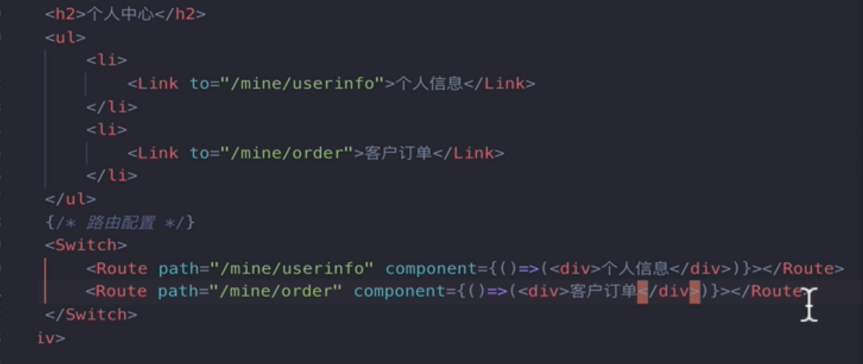 <h2>个人中心</h2>
<ul>
<li>
<Link to="/mine/userinfo">个人信息</Link>
</li>
<li>
<Link to="/mine/order">客户订单</Link>
</li>
</ul>
{/* 路由配置 */}
<Switch>
<Route path="/mine/userinfo" component={()=>(<div>个人信息</div>)}></Route>
<Route path="/mine/order" component={()=>(<div>客户订单</div>)}></Route>
</Switch>
iv>